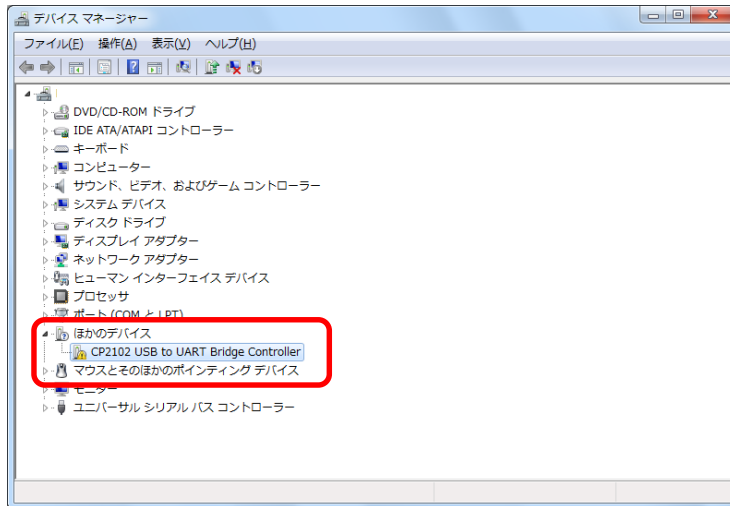 デバイス マネージャー
ファイル(F) 操作(A) 表示(V) ヘルプ(H)
DVD/CD-ROM ドライブ
IDE ATA/ATAPI コントローラー
キーボード
コンピューター
サウンド、ビデオ、およびゲーム コントローラー
システム デバイス
ディスク ドライブ
ディスプレイ アダプター
ネットワーク アダプター
ヒューマン インターフェイス デバイス
プロセッサ
ポート (COM と LPT)
ほかのデバイス
CP2102 USB to UART Bridge Controller
マウスとそのほかのポインティング デバイス
モニター
ユニバーサル シリアル バス コントローラー